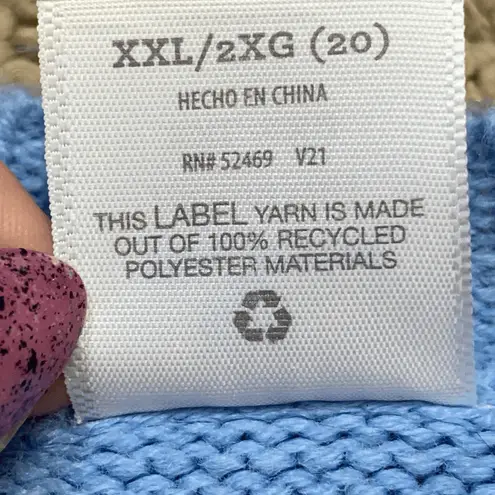 XXL/2XG (20)
HECHO EN CHINA
RN# 52469 V21
THIS LABEL YARN IS MADE
OUT OF 100% RECYCLED
POLYESTER MATERIALS